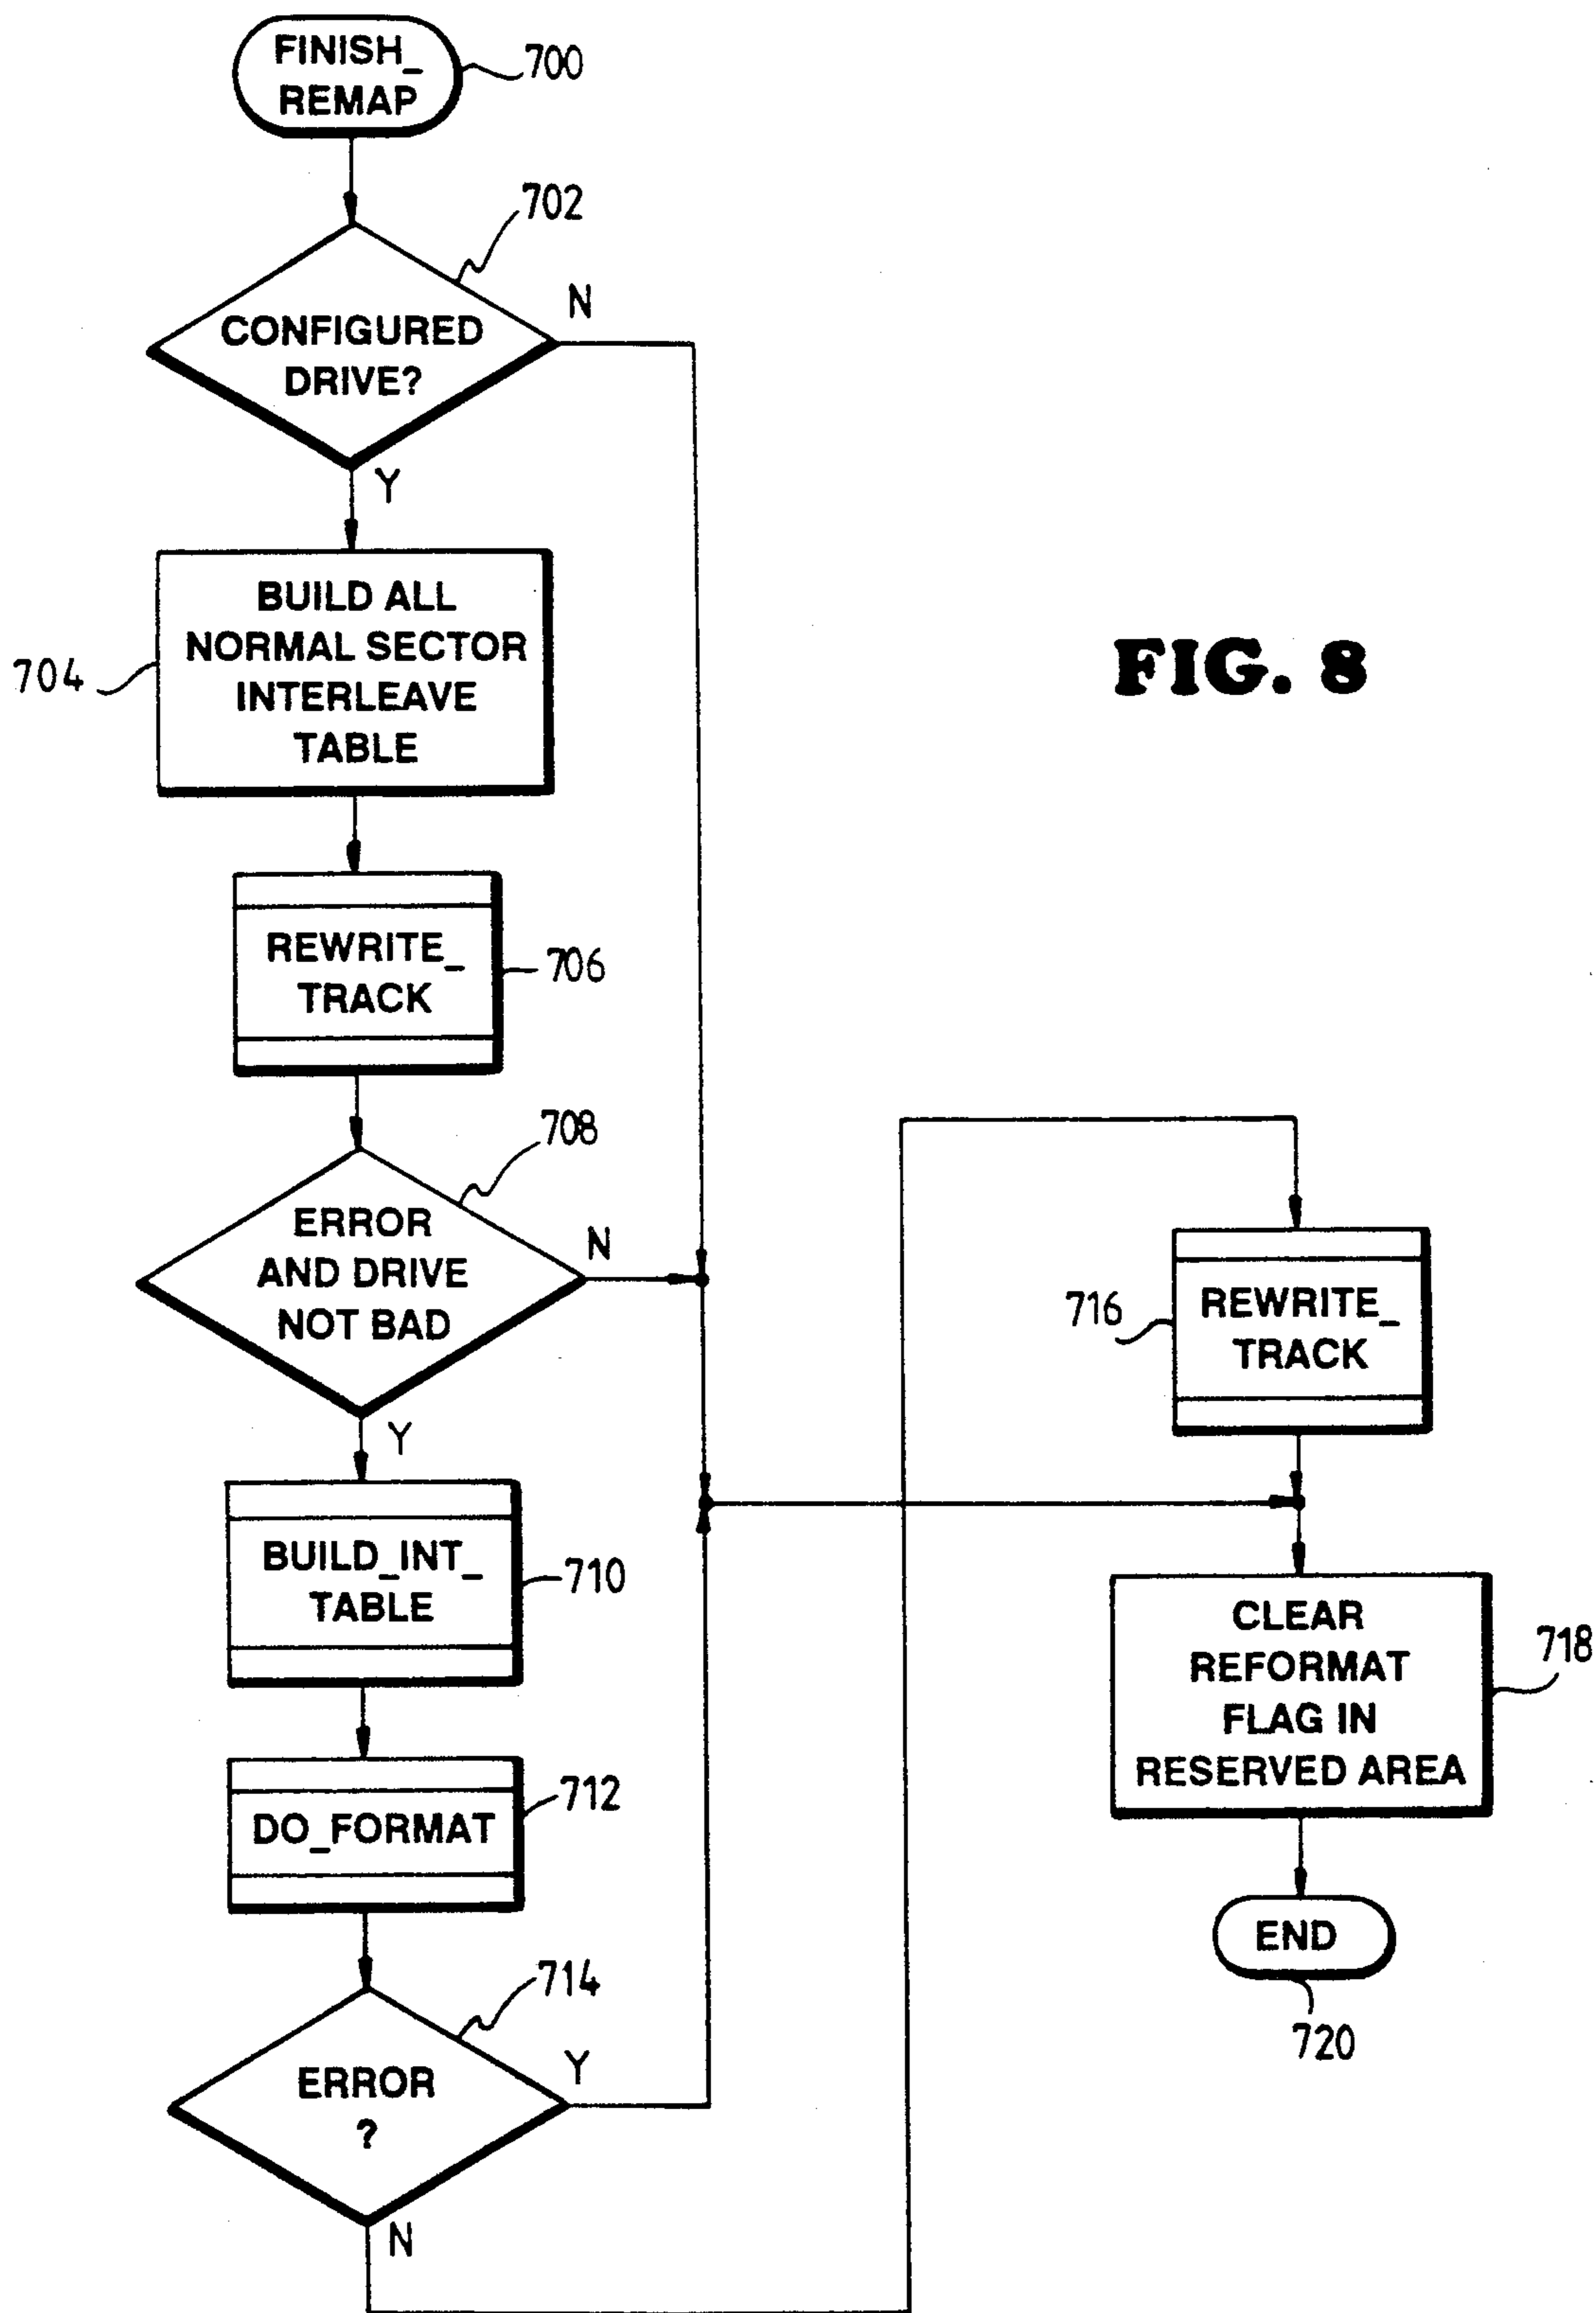 FINISH_
REMAP
700
702
CONFIGURED
DRIVE?
N
Y
BUILD ALL
NORMAL SECTOR
INTERLEAVE
TABLE
704
FIG. 8
REWRITE_
TRACK
706
708
ERROR
AND DRIVE
NOT BAD
N
Y
BUILD_INT_
TABLE
710
DO_FORMAT
712
714
ERROR
?
Y
N
716
REWRITE_
TRACK
CLEAR
REFORMAT
FLAG IN
RESERVED AREA
718
END
720